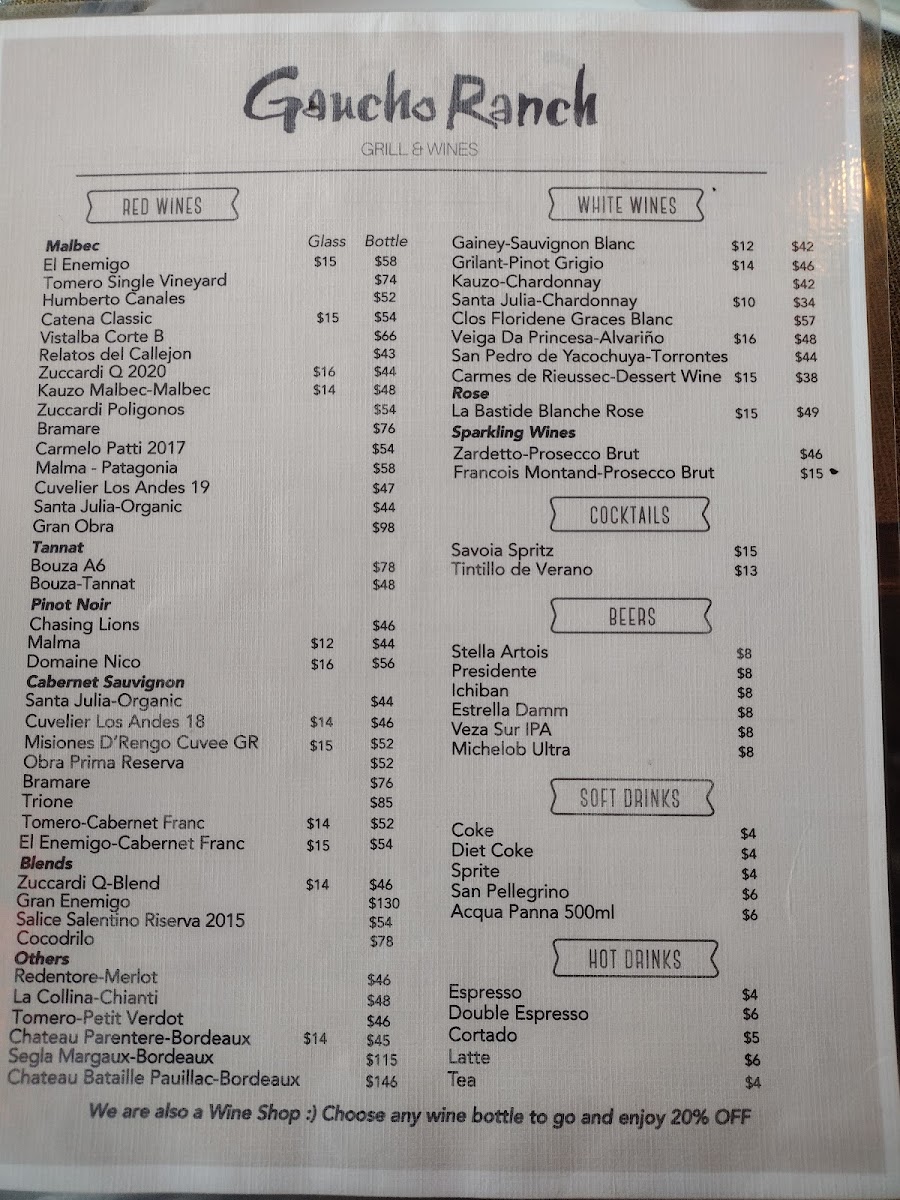 Gaucho Ranch
GRILL & WINES
RED WINES
Glass Bottle
Malbec
El Enemigo $15 $58
Tomero Single Vineyard $74
Humberto Canales $52
Catena Classic $15 $54
Vistalba Corte B $66
Relatos del Callejon $43
Zuccardi Q 2020 $16 $44
Kauzo Malbec-Malbec $14 $48
Zuccardi Poligonos $54
Bramare $76
Carmelo Patti 2017 $54
Malma - Patagonia $58
Cuvelier Los Andes 19 $47
Santa Julia-Organic $44
Gran Obra $98
Tannat
Bouza A6 $78
Bouza-Tannat $48
Pinot Noir
Chasing Lions $46
Malma $12 $44
Domaine Nico $16 $56
Cabernet Sauvignon
Santa Julia-Organic $44
Cuvelier Los Andes 18 $14 $46
Misiones D'Rengo Cuvee GR $15 $52
Obra Prima Reserva $52
Bramare $76
Trione $85
Tomero-Cabernet Franc $14 $52
El Enemigo-Cabernet Franc $15 $54
Blends
Zuccardi Q-Blend $14 $46
Gran Enemigo $130
Salice Salentino Riserva 2015 $54
Cocodrilo $78
Others
Redentore-Merlot $46
La Collina-Chianti $48
Tomero-Petit Verdot $46
Chateau Parentere-Bordeaux $14 $45
Segla Margaux-Bordeaux $115
Chateau Bataille Pauillac-Bordeaux $146
WHITE WINES
Gainey-Sauvignon Blanc $12 $42
Grilant-Pinot Grigio $14 $46
Kauzo-Chardonnay $42
Santa Julia-Chardonnay $10 $34
Clos Floridene Graces Blanc $57
Veiga Da Princesa-Alvariño $16 $48
San Pedro de Yacochuya-Torrontes $44
Carmes de Rieussec-Dessert Wine $15 $38
Rose
La Bastide Blanche Rose $15 $49
Sparkling Wines
Zardetto-Prosecco Brut $46
Francois Montand-Prosecco Brut $15
COCKTAILS
Savoia Spritz $15
Tintillo de Verano $13
BEERS
Stella Artois $8
Presidente $8
Ichiban $8
Estrella Damm $8
Veza Sur IPA $8
Michelob Ultra $8
SOFT DRINKS
Coke $4
Diet Coke $4
Sprite $4
San Pellegrino $6
Acqua Panna 500ml $6
HOT DRINKS
Espresso $4
Double Espresso $6
Cortado $5
Latte $6
Tea $4
We are also a Wine Shop :) Choose any wine bottle to go and enjoy 20% OFF